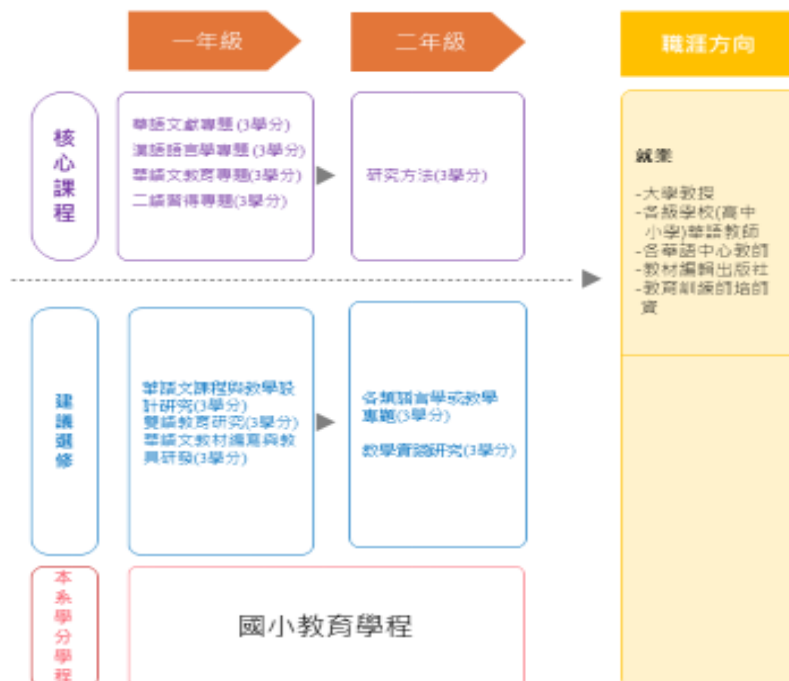 一年級
二年級
職涯方向
核心課程
華語文獻專題(3學分)
漢語語言學專題(3學分)
華語文教育專題(3學分)
二語習得專題(3學分)
研究方法(3學分)
就業
-大學教授
-各級學校(高中
小學)華語教師
-各華語中心教師
-教材編輯出版社
-教育訓練師培師
資
建議選修
華語文課程與教學設
計研究(3學分)
雙語教育研究(3學分)
華語文教材編寫與教
具研發(3學分)
各類語言學或教學
專題(3學分)
教學實踐研究(3學分)
本系學分學程
國小教育學程